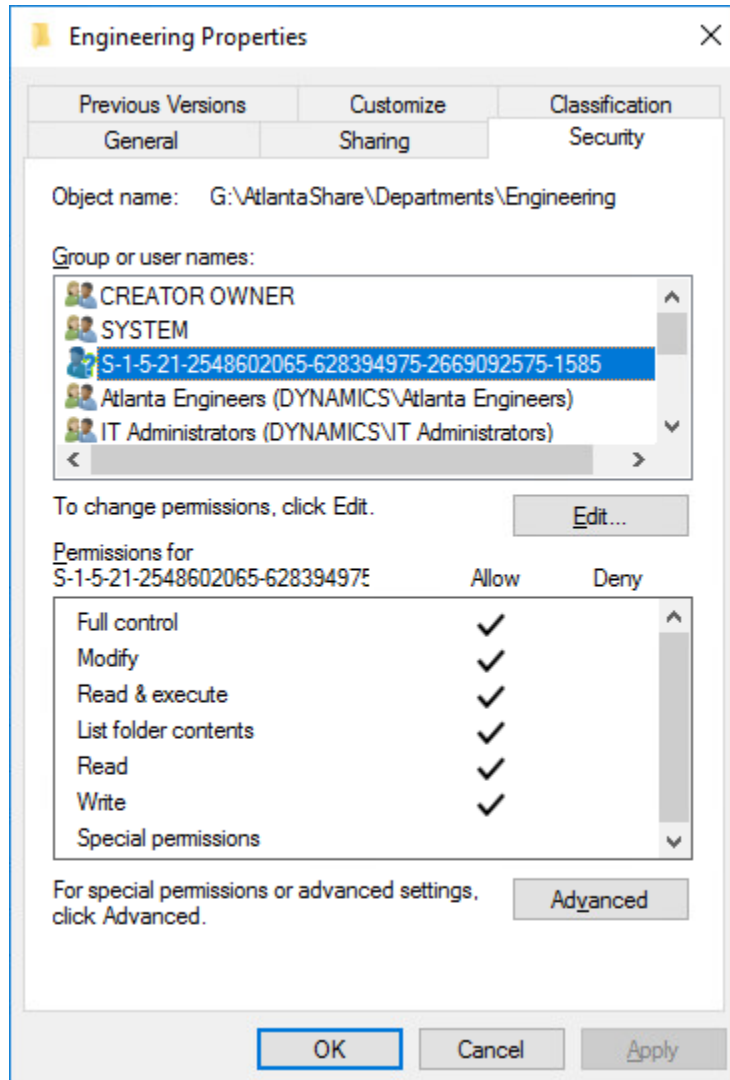 Engineering Properties
Previous Versions Customize Classification
General Sharing Security
Object name: G:\AtlantaShare\Departments\Engineering
Group or user names:
CREATOR OWNER
SYSTEM
S-1-5-21-2548602065-628394975-2669092575-1585
Atlanta Engineers (DYNAMICS\Atlanta Engineers)
IT Administrators (DYNAMICS\IT Administrators)
To change permissions, click Edit. Edit...
Permissions for
S-1-5-21-2548602065-628394975 Allow Deny
Full control
Modify
Read & execute
List folder contents
Read
Write
Special permissions
For special permissions or advanced settings, Advanced
click Advanced.
OK Cancel Apply